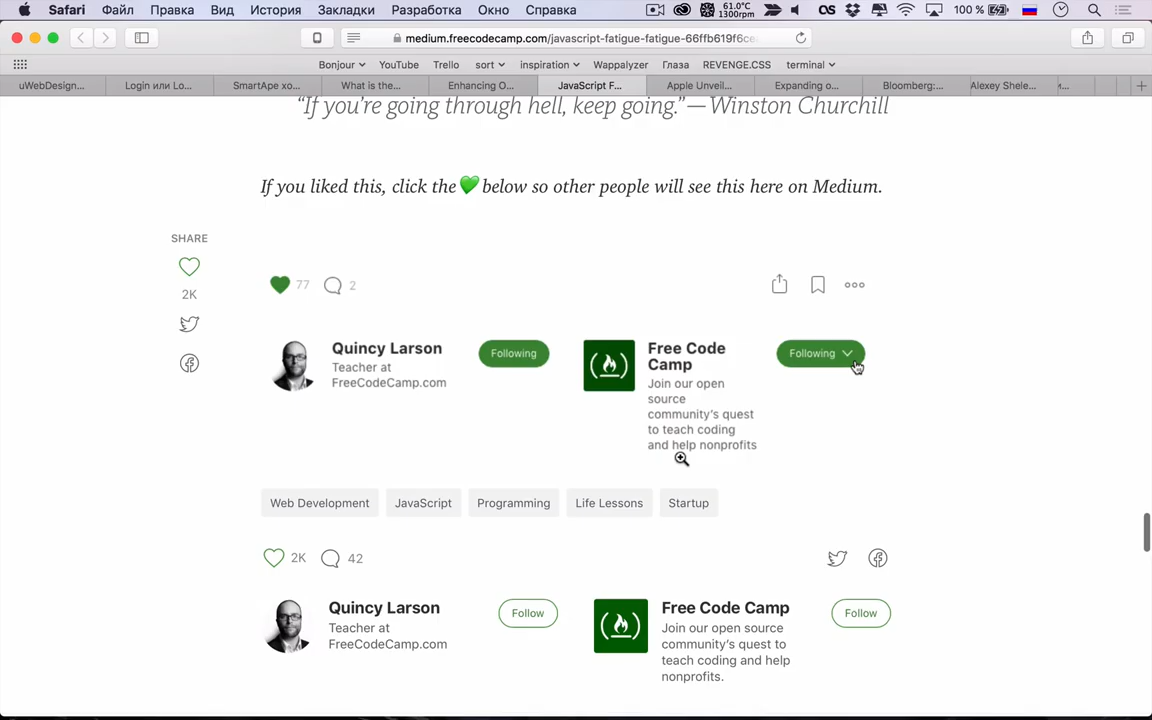 Safari Файл Правка Вид История Закладки Разработка Окно Справка 61.0°C 1300rpm 100 %
medium.freecodecamp.com/javascript-fatigue-fatigue-66ffb619f6ce
Bonjour YouTube Trello sort inspiration Wappalyzer Глаза REVENGE.CSS terminal
uWebDesign... Login или Lo... SmartApe хо... What is the... Enhancing O... JavaScript F... Apple Unveil... Expanding o... Bloomberg:... Alexey Shele... и...
“If you’re going through hell, keep going.” — Winston Churchill
If you liked this, click the 💚 below so other people will see this here on Medium.
SHARE
2K
77 2
Quincy Larson
Teacher at
FreeCodeCamp.com
Following
Free Code
Camp
Join our open
source
community’s quest
to teach coding
and help nonprofits
Following
Web Development JavaScript Programming Life Lessons Startup
2K 42
Quincy Larson
Teacher at
FreeCodeCamp.com
Follow
Free Code Camp
Join our open source
community’s quest to
teach coding and help
nonprofits.
Follow